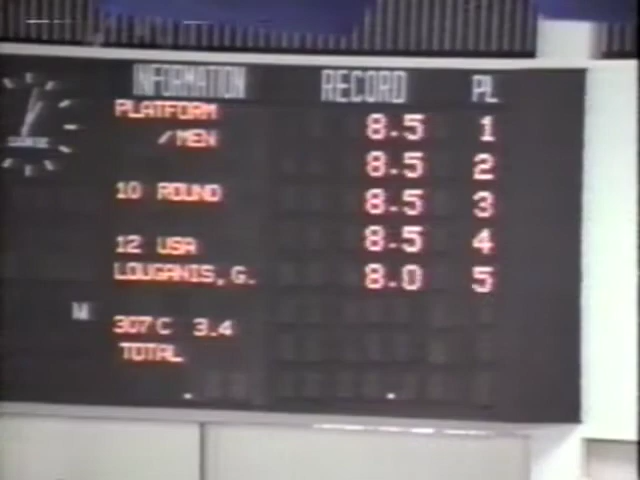 INFORMATION RECORD PL
PLATFORM 8.5 1
/MEN 8.5 2
10 ROUND 8.5 3
12 USA 8.5 4
LOUGANIS, G. 8.0 5
307C 3.4
TOTAL